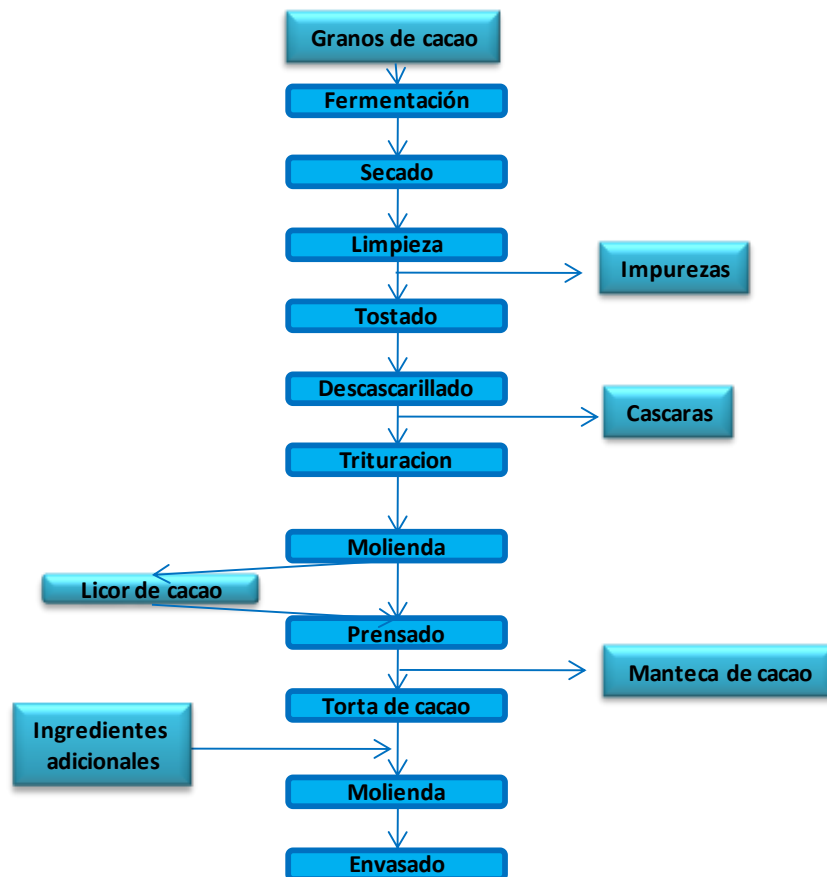 Granos de cacao
Fermentación
Secado
Limpieza
Impurezas
Tostado
Descascarillado
Cascaras
Trituracion
Molienda
Licor de cacao
Prensado
Manteca de cacao
Torta de cacao
Ingredientes
adicionales
Molienda
Envasado